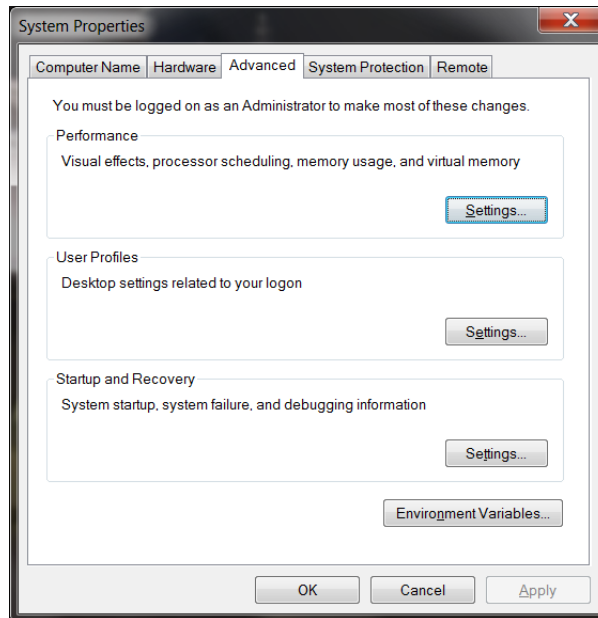 System Properties
Computer Name Hardware Advanced System Protection Remote
You must be logged on as an Administrator to make most of these changes.
Performance
Visual effects, processor scheduling, memory usage, and virtual memory
Settings...
User Profiles
Desktop settings related to your logon
Settings...
Startup and Recovery
System startup, system failure, and debugging information
Settings...
Environment Variables...
OK Cancel Apply